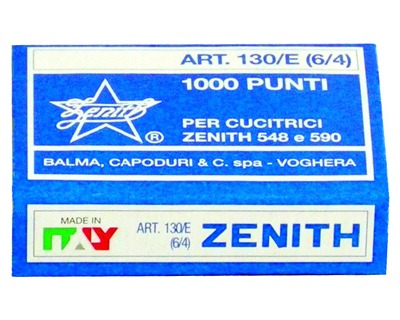 ART. 130/E (6/4)
Zenith
®
1000 PUNTI
PER CUCITRICI
ZENITH 548 e 590
BALMA, CAPODURI & C. spa - VOGHERA
MADE IN
ITALY
ART. 130/E
(6/4)
ZENITH